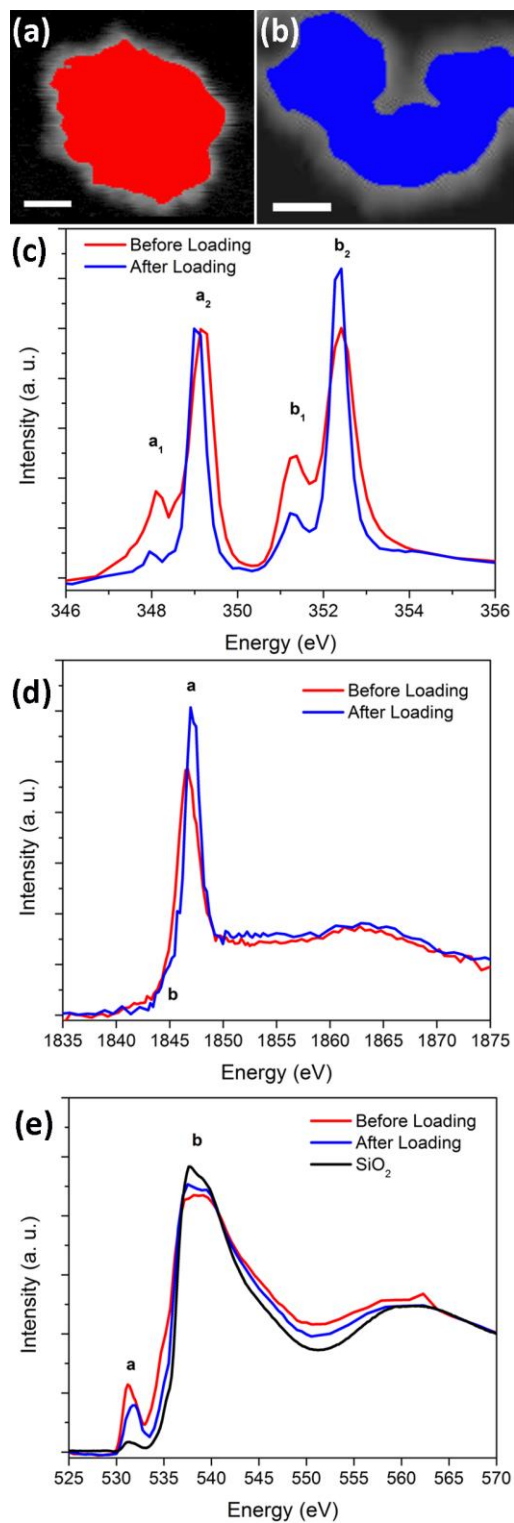 (a)
(b)
(c)
Before Loading
After Loading
a1
a2
b1
b2
Intensity (a. u.)
346 348 350 352 354 356
Energy (eV)
(d)
a
Before Loading
After Loading
b
Intensity (a. u.)
1835 1840 1845 1850 1855 1860 1865 1870 1875
Energy (eV)
(e)
b
Before Loading
After Loading
SiO2
a
Intensity (a. u.)
525 530 535 540 545 550 555 560 565 570
Energy (eV)